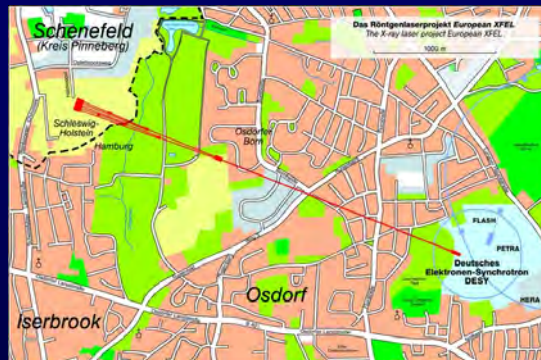 Schenefeld
(Kreis Pinneberg)
Das Röntgenlaserprojekt European XFEL
The X-ray laser project European XFEL
1000 m
Schleswig-
Holstein
Hamburg
Osdorfer
Born
FLASH
PETRA
Deutsches
Elektronen-Synchrotron
DESY
HERA
Osdorf
Iserbrook